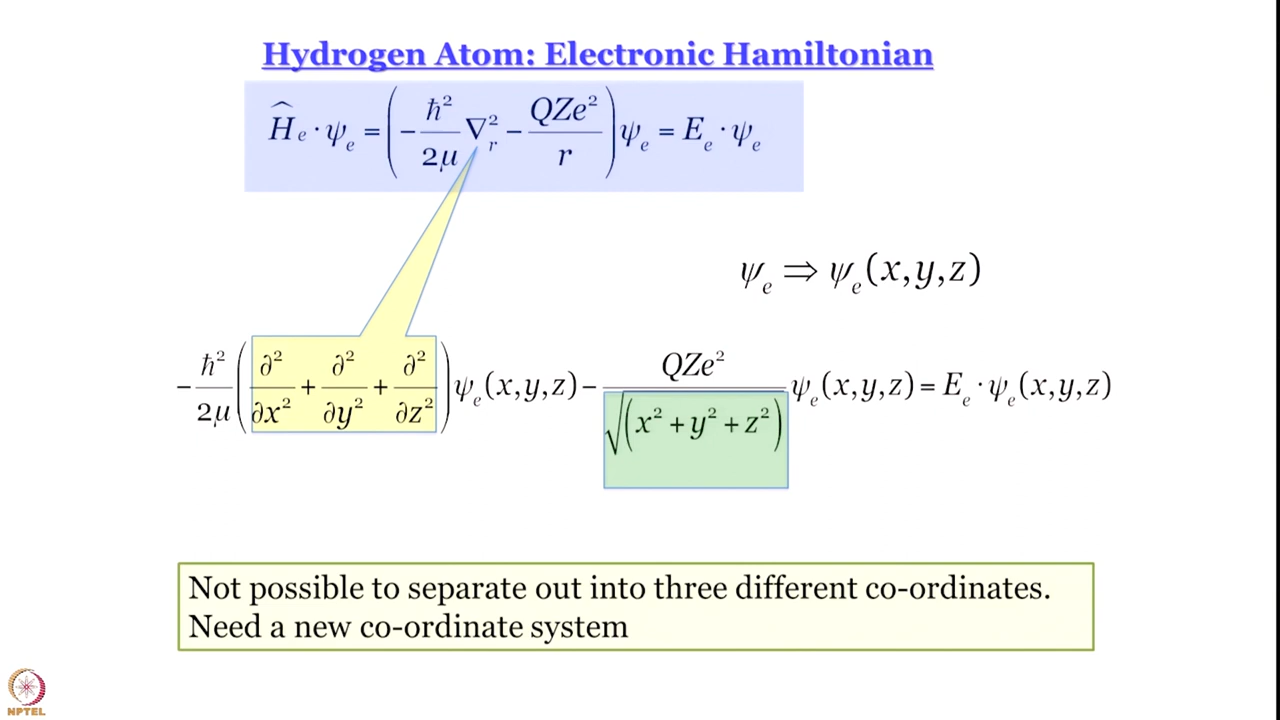 Hydrogen Atom: Electronic Hamiltonian
Ĥₑ · ψₑ = ( − ħ²/2μ ∇ᵣ² − QZe²/r ) ψₑ = Eₑ · ψₑ
ψₑ ⇒ ψₑ(x,y,z)
− ħ²/2μ ( ∂²/∂x² + ∂²/∂y² + ∂²/∂z² ) ψₑ(x,y,z) − QZe²/√(x² + y² + z²) ψₑ(x,y,z) = Eₑ · ψₑ(x,y,z)
Not possible to separate out into three different co-ordinates.
Need a new co-ordinate system
NPTEL